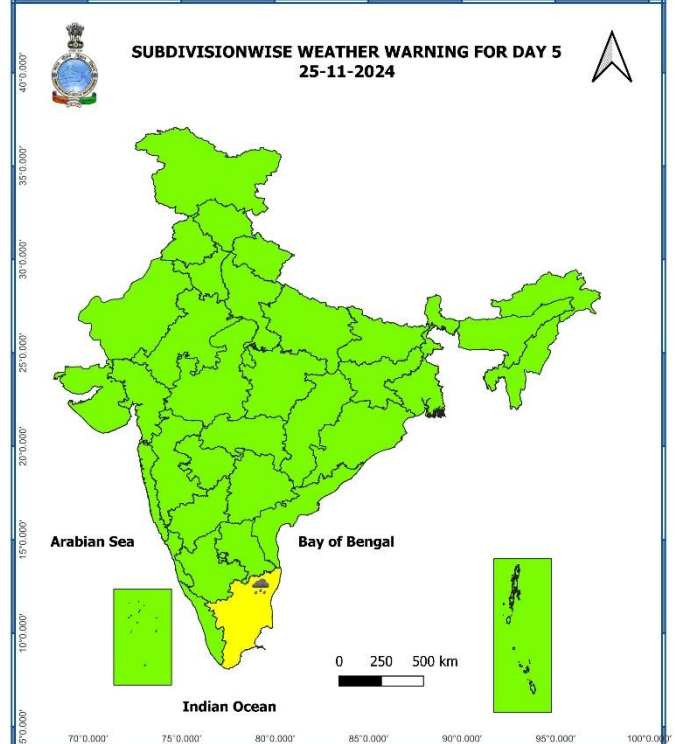 SUBDIVISIONWISE WEATHER WARNING FOR DAY 5
25-11-2024
40°0.000'
35°0.000'
30°0.000'
25°0.000'
20°0.000'
15°0.000'
10°0.000'
5°0.000'
Arabian Sea
Bay of Bengal
0 250 500 km
Indian Ocean
70°0.000' 75°0.000' 80°0.000' 85°0.000' 90°0.000' 95°0.000' 100°0.000'